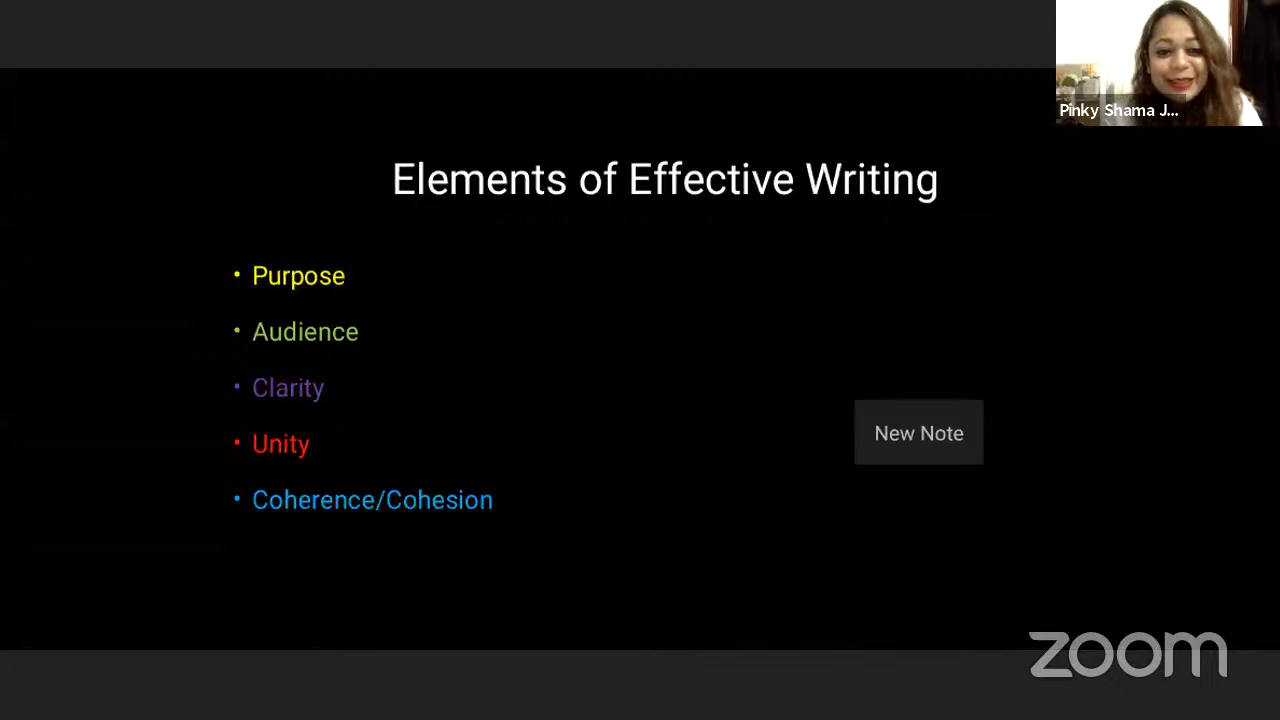 Pinky Shama J...
Elements of Effective Writing
• Purpose
• Audience
• Clarity
• Unity
• Coherence/Cohesion
New Note
zoom